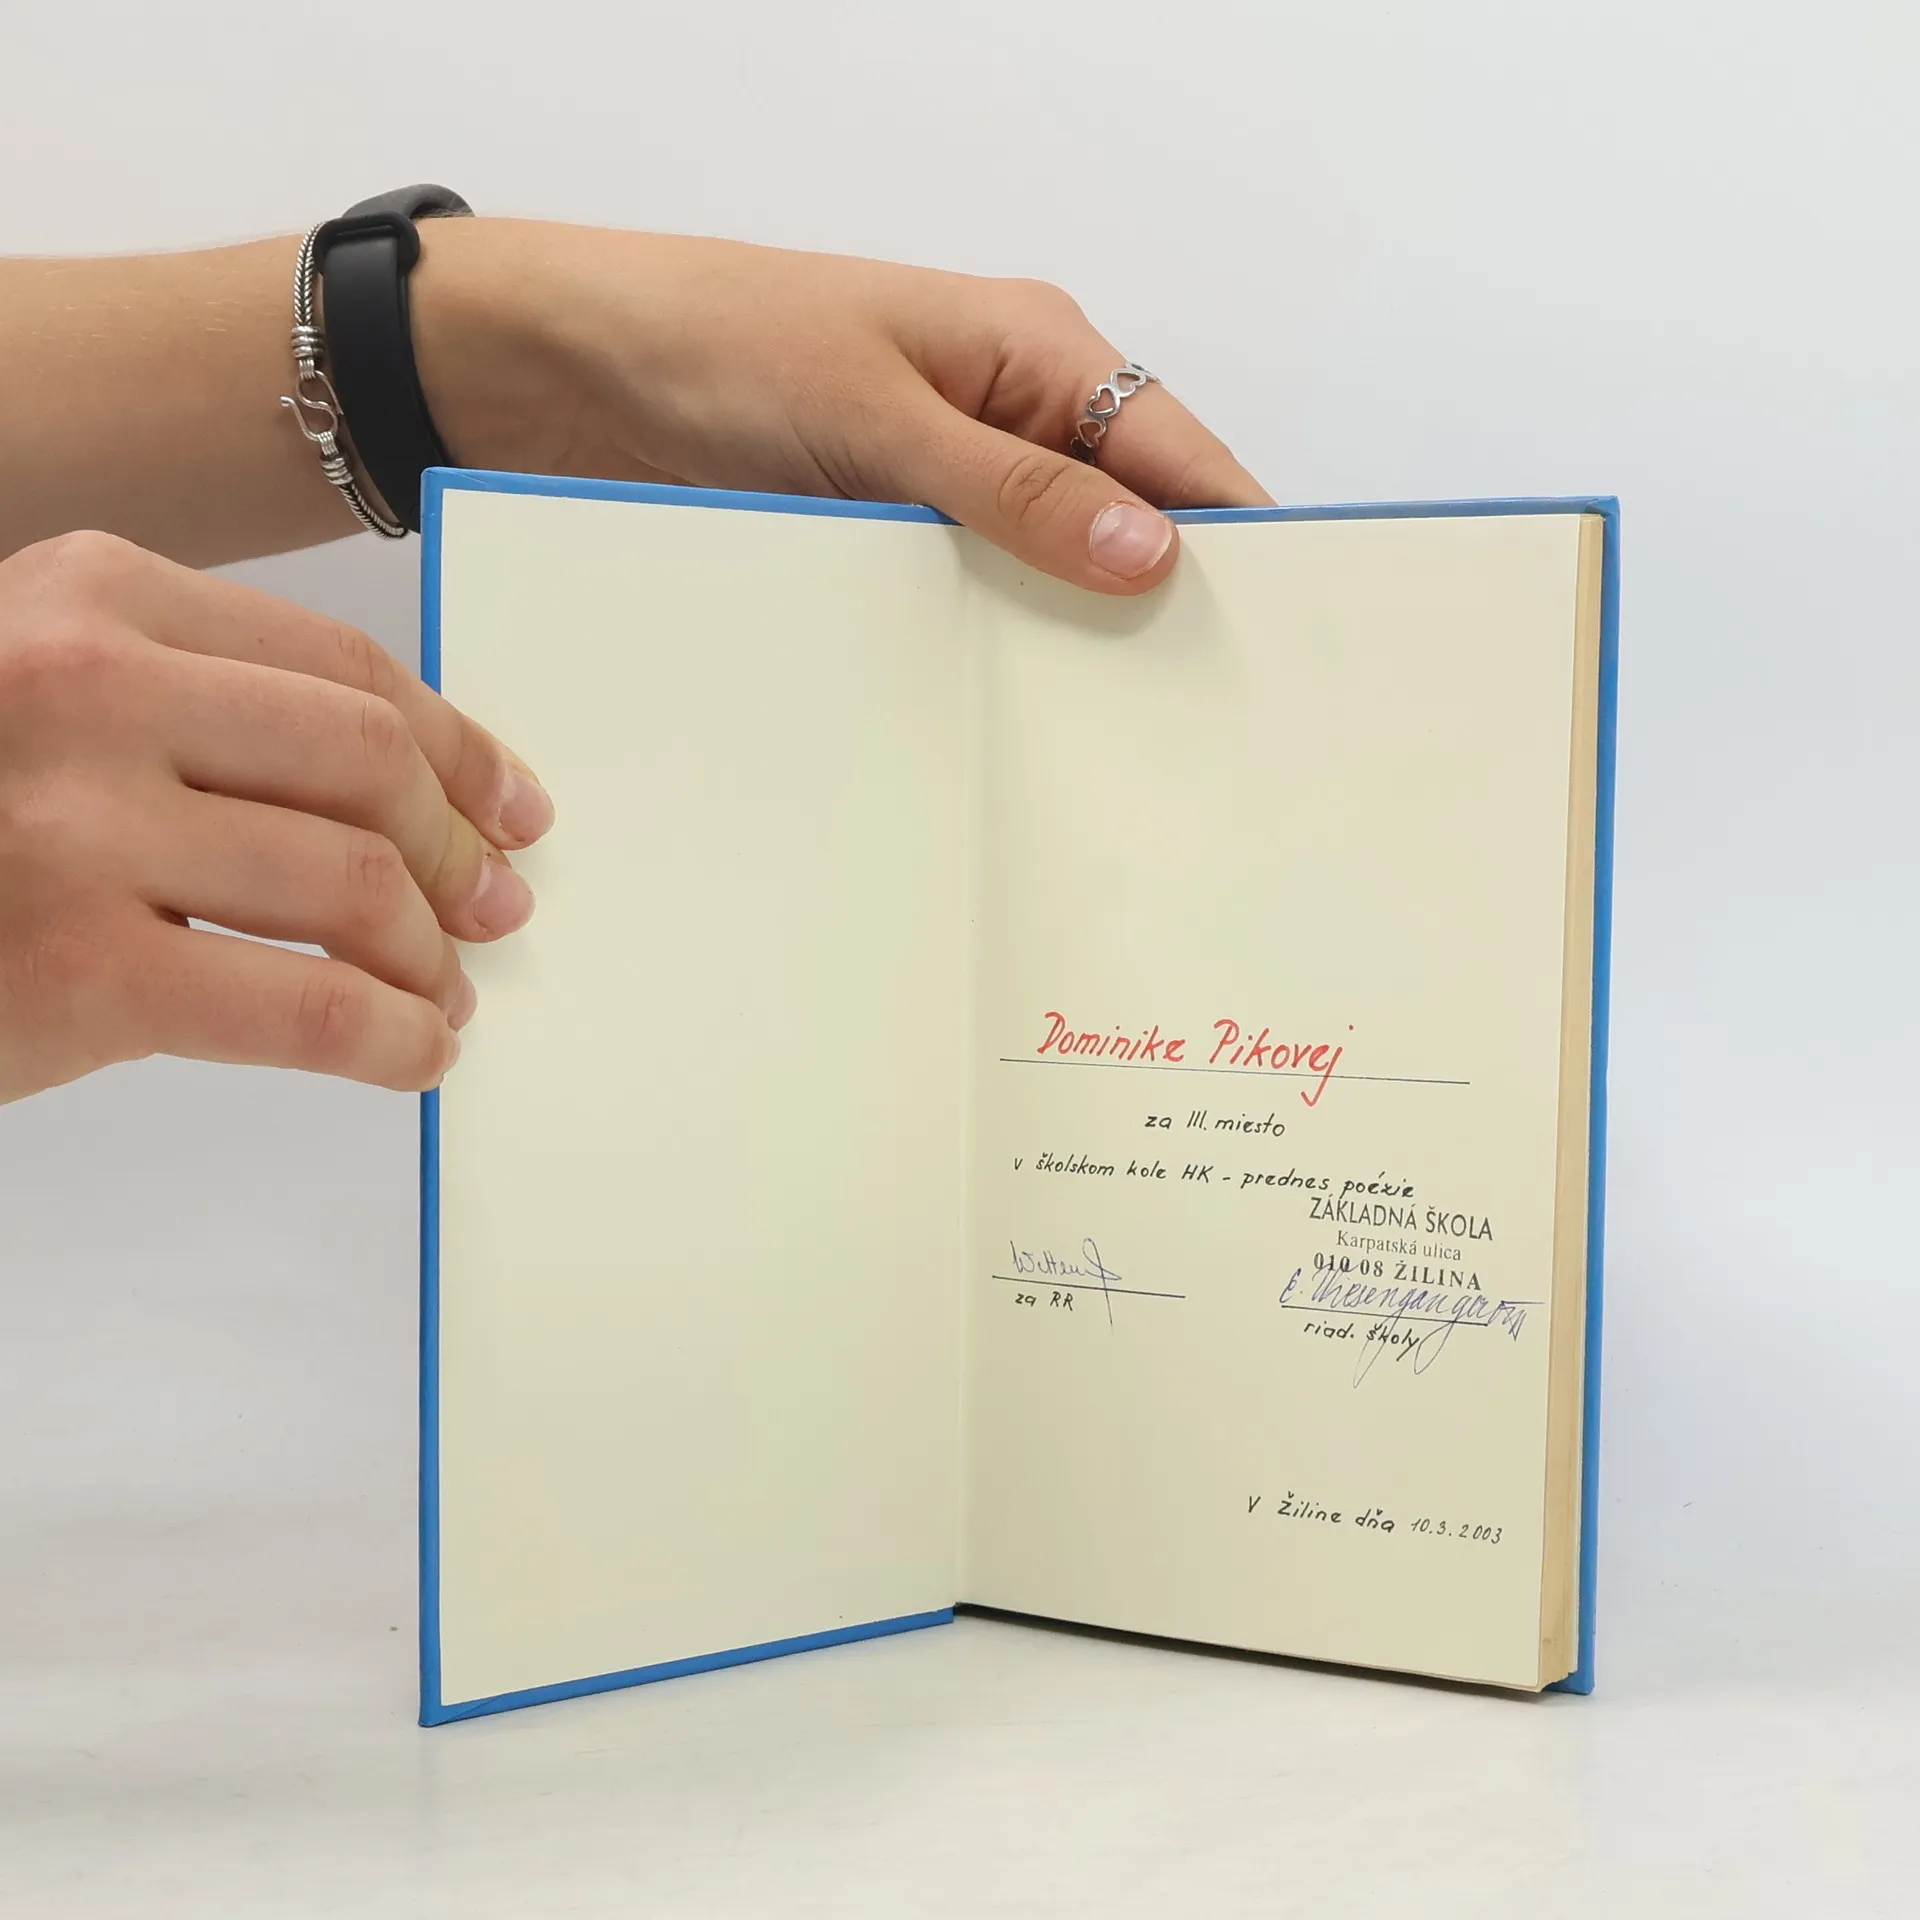 Dominike Pikovej
za III. miesto
v školskom kole HK - prednes poézie
ZÁKLADNÁ ŠKOLA
Karpatská ulica
010 08 ŽILINA
za RR
riad. školy
V Žiline dňa 10.3.2003